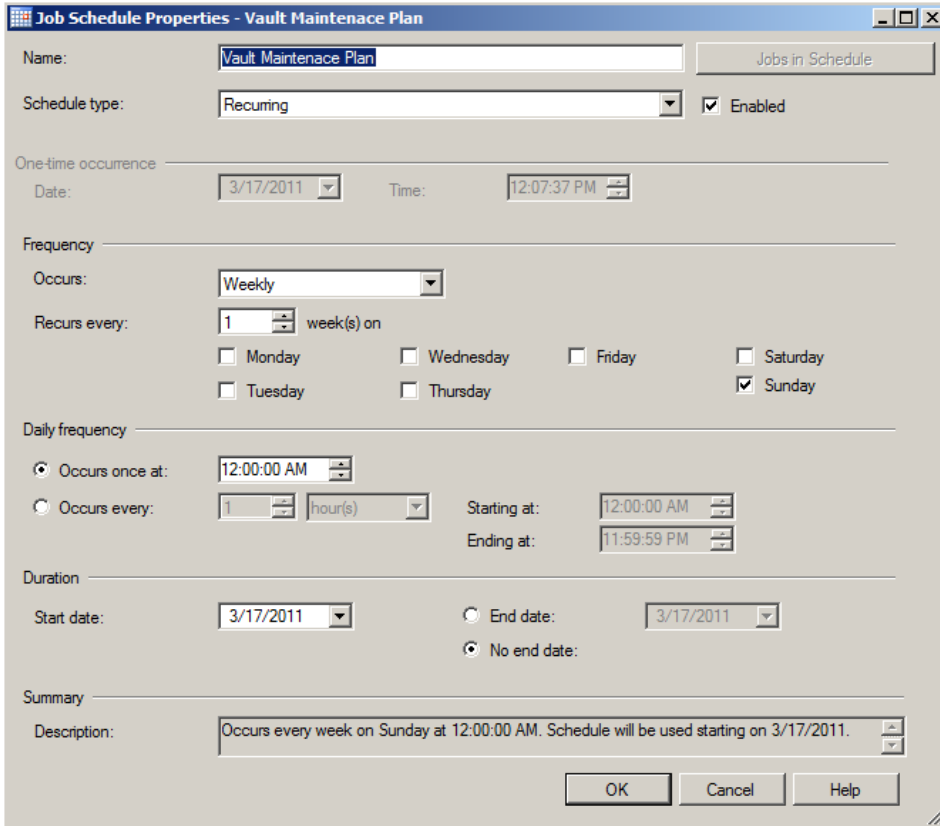 Job Schedule Properties - Vault Maintenace Plan
Name: Vault Maintenace Plan Jobs in Schedule
Schedule type: Recurring Enabled
One-time occurrence
Date: 3/17/2011 Time: 12:07:37 PM
Frequency
Occurs: Weekly
Recurs every: 1 week(s) on
Monday Wednesday Friday Saturday
Tuesday Thursday Sunday
Daily frequency
Occurs once at: 12:00:00 AM
Occurs every: 1 hour(s) Starting at: 12:00:00 AM
Ending at: 11:59:59 PM
Duration
Start date: 3/17/2011 End date: 3/17/2011
No end date:
Summary
Description: Occurs every week on Sunday at 12:00:00 AM. Schedule will be used starting on 3/17/2011.
OK Cancel Help